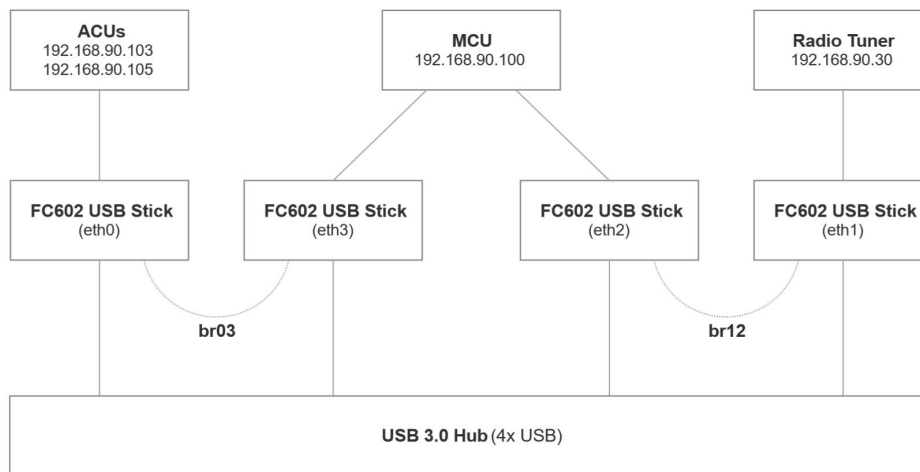 ACUs
192.168.90.103
192.168.90.105
MCU
192.168.90.100
Radio Tuner
192.168.90.30
FC602 USB Stick
(eth0)
FC602 USB Stick
(eth3)
FC602 USB Stick
(eth2)
FC602 USB Stick
(eth1)
br03
br12
USB 3.0 Hub (4x USB)